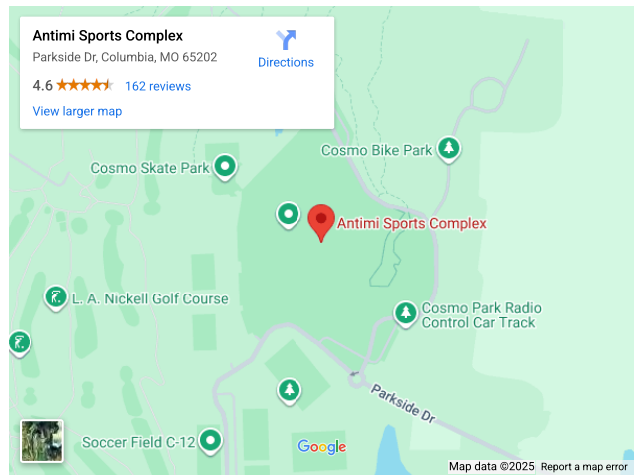 Antimi Sports Complex
Parkside Dr, Columbia, MO 65202
Directions
4.6
162 reviews
View larger map
Cosmo Bike Park
Cosmo Skate Park
Antimi Sports Complex
L. A. Nickell Golf Course
Cosmo Park Radio
Control Car Track
Parkside Dr
Soccer Field C-12
Google
Map data ©2025
Report a map error